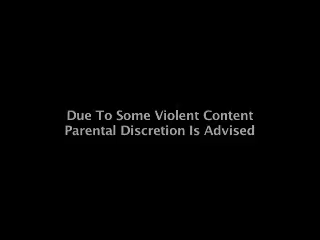 Due To Some Violent Content
Parental Discretion Is Advised